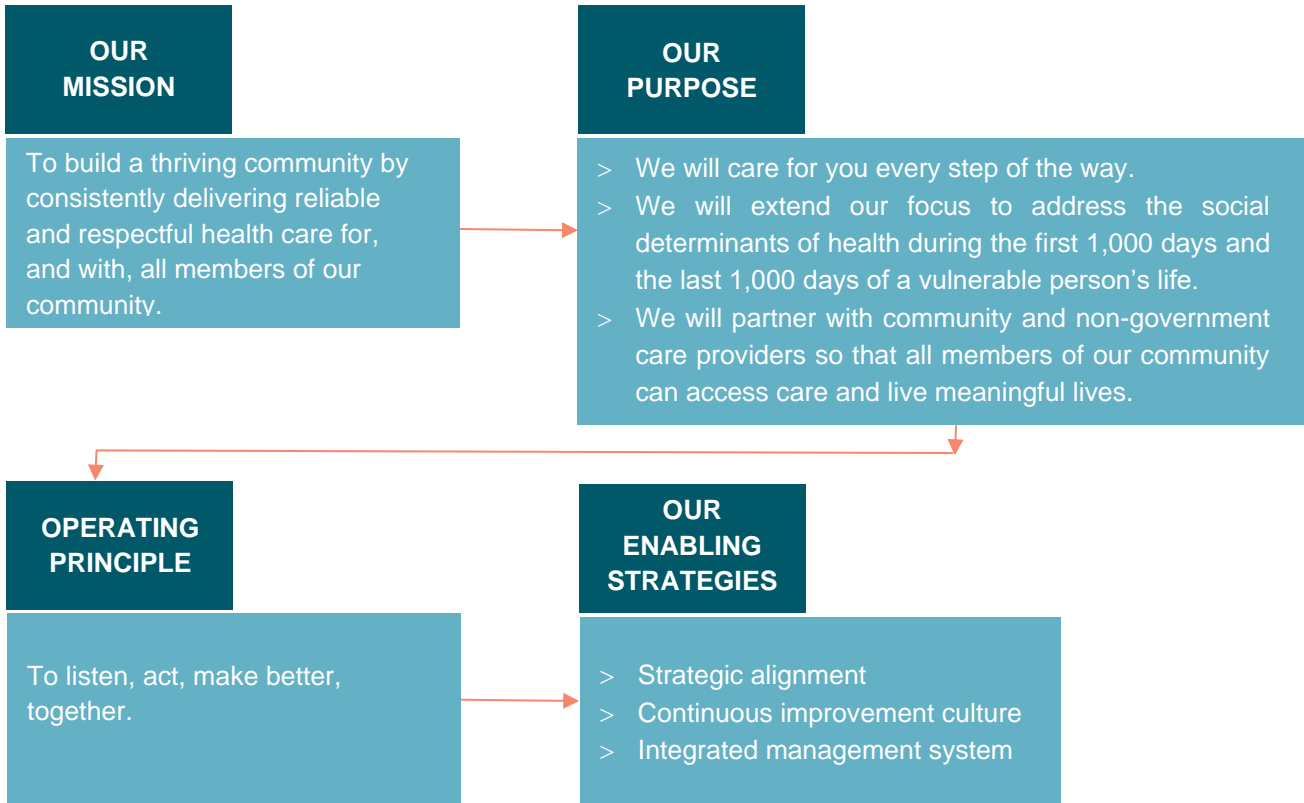 OUR
MISSION
To build a thriving community by
consistently delivering reliable
and respectful health care for,
and with, all members of our
community.
OUR
PURPOSE
> We will care for you every step of the way.
> We will extend our focus to address the social
determinants of health during the first 1,000 days and
the last 1,000 days of a vulnerable person’s life.
> We will partner with community and non-government
care providers so that all members of our community
can access care and live meaningful lives.
OPERATING
PRINCIPLE
To listen, act, make better,
together.
OUR
ENABLING
STRATEGIES
> Strategic alignment
> Continuous improvement culture
> Integrated management system